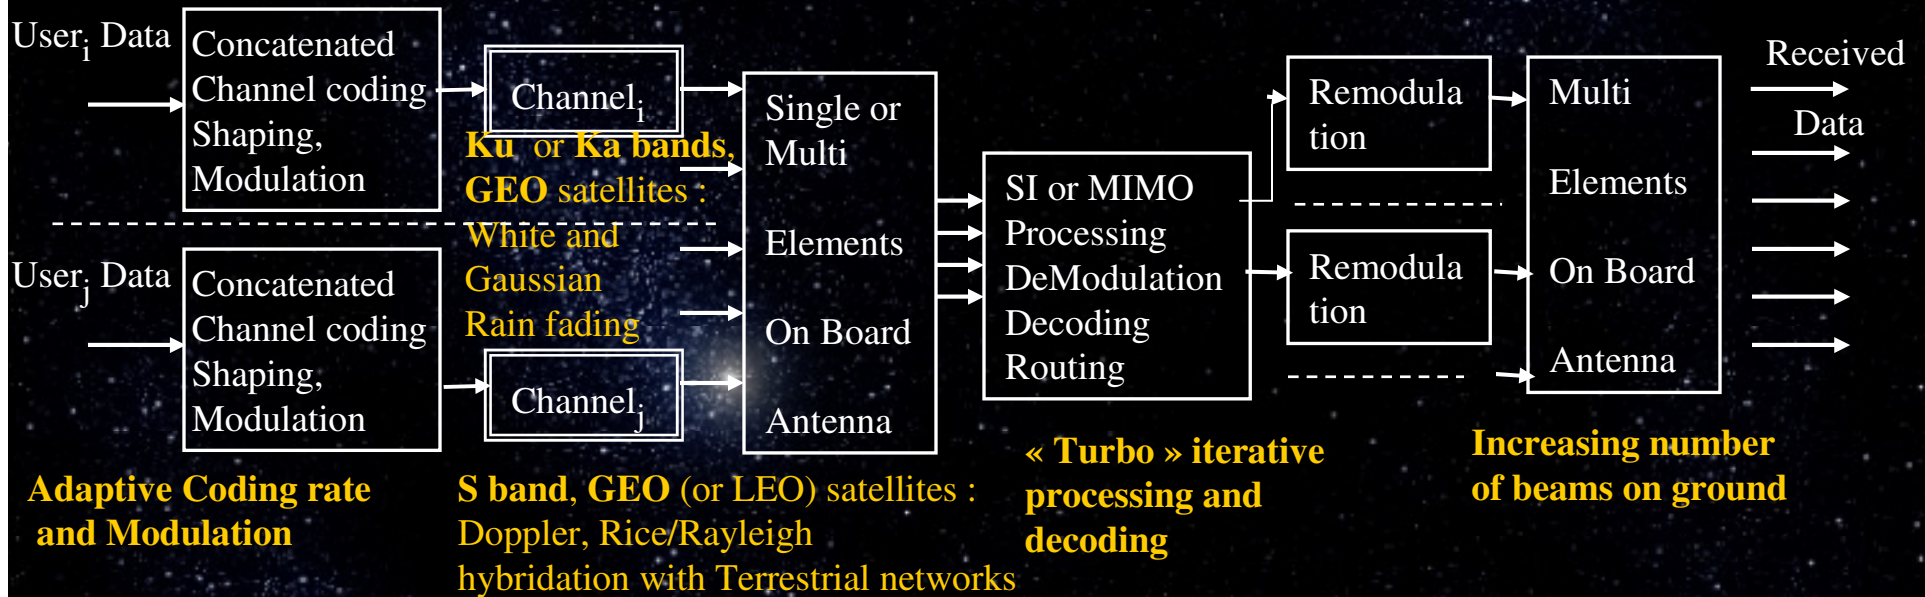 User_i Data
Concatenated
Channel coding
Shaping,
Modulation
Channel_i
Ku or Ka bands,
GEO satellites :
White and
Gaussian
Rain fading
User_j Data
Concatenated
Channel coding
Shaping,
Modulation
Channel_j
Single or
Multi
Elements
On Board
Antenna
SI or MIMO
Processing
DeModulation
Decoding
Routing
Remodula
tion
Remodula
tion
Multi
Elements
On Board
Antenna
Received
Data
Adaptive Coding rate
and Modulation
S band, GEO (or LEO) satellites :
Doppler, Rice/Rayleigh
hybridation with Terrestrial networks
« Turbo » iterative
processing and
decoding
Increasing number
of beams on ground